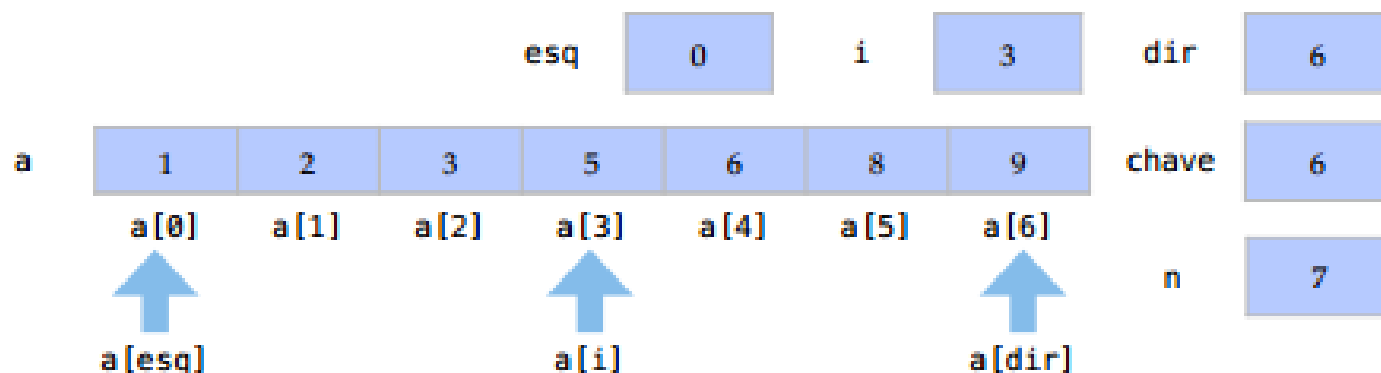 esq 0 i 3 dir 6
a 1 2 3 5 6 8 9 chave 6
a[0] a[1] a[2] a[3] a[4] a[5] a[6]
n 7
a[esq] a[i] a[dir]